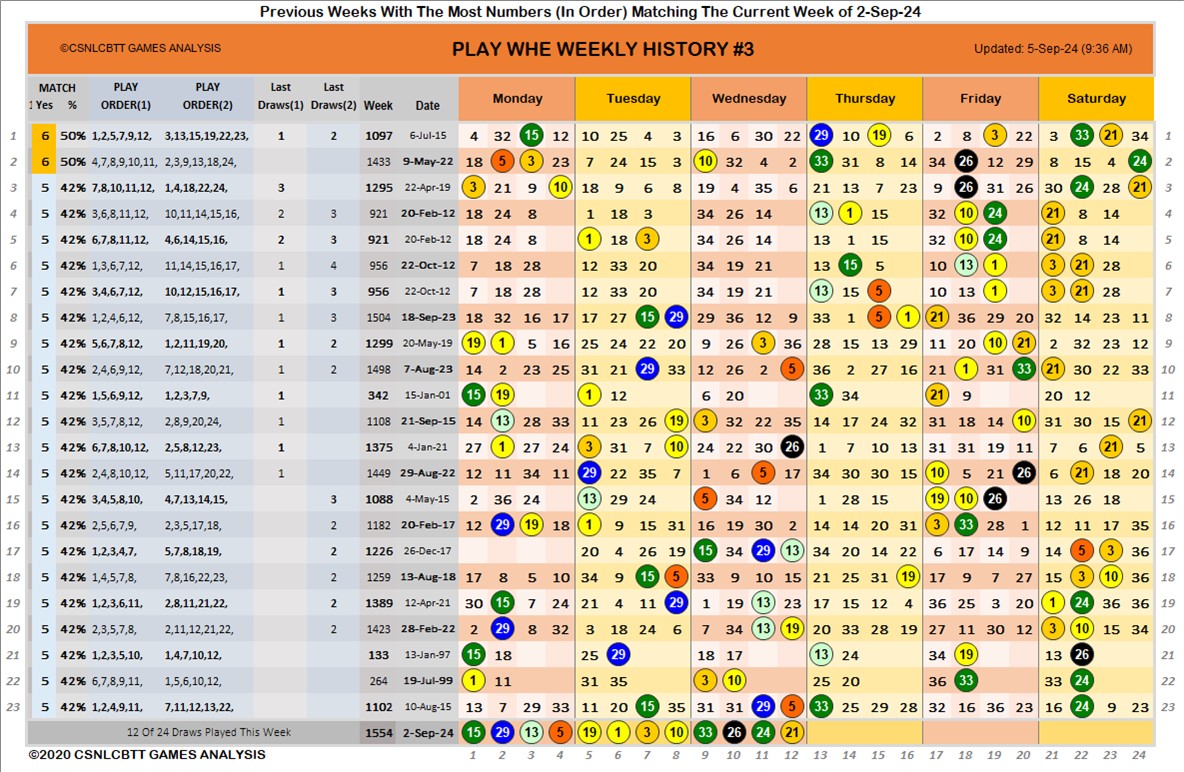 Previous Weeks With The Most Numbers (In Order) Matching The Current Week of 2-Sep-24
©CSNLCBTT GAMES ANALYSIS PLAY WHE WEEKLY HISTORY #3 Updated: 5-Sep-24 (9:36 AM)
MATCH PLAY PLAY Last Last
1 Yes % ORDER(1) ORDER(2) Draws(1) Draws(2) Week Date Monday Tuesday Wednesday Thursday Friday Saturday
1 6 50% 1,2,5,7,9,12, 3,13,15,19,22,23, 1 2 1097 6-Jul-15 4 32 15 12 10 25 4 3 16 6 30 22 29 10 19 6 2 3 22 3 33 21 34 1
2 6 50% 4,7,8,9,10,11, 2,3,9,13,18,24, 1433 9-May-22 18 5 3 23 7 24 15 3 10 32 4 2 33 31 8 14 34 26 12 29 8 15 4 24 2
3 5 42% 7,8,10,11,12, 1,4,18,22,24, 3 1295 22-Apr-19 3 21 9 10 18 9 6 8 19 4 35 6 21 13 7 23 9 26 31 26 30 24 28 21 3
4 5 42% 3,6,8,11,12, 10,11,14,15,16, 2 3 921 20-Feb-12 18 24 8 1 18 3 34 26 14 13 1 15 32 10 24 21 8 14 4
5 5 42% 6,7,8,11,12, 4,6,14,15,16, 2 3 921 20-Feb-12 18 24 8 1 18 3 34 26 14 13 1 15 32 10 24 21 8 14 5
6 5 42% 1,3,6,7,12, 11,14,15,16,17, 1 4 956 22-Oct-12 7 18 28 12 33 20 34 19 21 13 15 5 10 13 1 3 21 28 6
7 5 42% 3,4,6,7,12, 10,12,15,16,17, 1 3 956 22-Oct-12 7 18 28 12 33 20 34 19 21 13 15 5 10 13 1 3 21 28 7
8 5 42% 1,2,4,6,12, 7,8,15,16,17, 1 3 1504 18-Sep-23 18 32 16 17 17 27 15 29 29 36 12 9 33 1 5 1 21 36 29 20 32 14 23 11 8
9 5 42% 5,6,7,8,12, 1,2,11,19,20, 1 2 1299 20-May-19 19 1 5 16 25 24 22 20 9 26 3 36 28 15 13 29 11 20 10 21 2 32 23 12 9
10 5 42% 2,4,6,9,12, 7,12,18,20,21, 1 2 1498 7-Aug-23 14 2 23 25 31 21 29 33 12 26 2 5 36 2 27 16 21 1 31 33 21 30 22 33 10
11 5 42% 1,5,6,9,12, 1,2,3,7,9, 1 342 15-Jan-01 15 19 1 12 6 20 33 34 21 9 20 12 11
12 5 42% 3,5,7,8,12, 2,8,9,20,24, 1 1108 21-Sep-15 14 13 28 33 11 23 26 19 3 32 22 35 14 17 24 32 31 18 14 10 31 30 15 21 12
13 5 42% 6,7,8,10,12, 2,5,8,12,23, 1 1375 4-Jan-21 27 1 27 24 3 31 7 10 24 22 30 26 1 7 10 13 31 31 19 11 7 6 21 5 13
14 5 42% 2,4,8,10,12, 5,11,17,20,22, 1 1449 29-Aug-22 12 11 34 11 29 22 35 7 1 6 5 17 34 30 30 15 10 5 21 26 6 21 18 20 14
15 5 42% 3,4,5,8,10, 4,7,13,14,15, 3 1088 4-May-15 2 36 24 13 29 24 5 34 12 1 28 15 19 10 26 13 26 18 15
16 5 42% 2,5,6,7,9, 2,3,5,17,18, 2 1182 20-Feb-17 12 29 19 18 1 9 15 31 16 19 30 2 14 14 20 31 3 33 28 1 12 11 17 35 16
17 5 42% 1,2,3,4,7, 5,7,8,18,19, 2 1226 26-Dec-17 20 4 26 19 15 34 29 13 34 20 14 22 6 17 14 9 14 5 3 36 17
18 5 42% 1,4,5,7,8, 7,8,16,22,23, 2 1259 13-Aug-18 17 8 5 10 34 9 15 5 33 9 10 15 21 25 31 19 17 9 7 27 15 3 10 36 18
19 5 42% 1,2,3,6,11, 2,8,11,21,22, 2 1389 12-Apr-21 30 15 7 24 21 4 11 29 1 19 13 23 17 15 12 4 36 25 3 20 1 24 36 36 19
20 5 42% 2,3,5,7,8, 2,11,12,21,22, 2 1423 28-Feb-22 2 29 8 32 3 18 24 6 7 34 13 19 20 33 28 19 2 11 30 12 3 10 15 34 20
21 5 42% 1,2,3,5,10, 1,4,7,10,12, 133 13-Jan-97 15 18 25 29 18 17 13 24 34 19 13 26 21
22 5 42% 6,7,8,9,11, 1,5,6,10,12, 264 19-Jul-99 1 11 31 35 3 10 25 20 36 33 33 24 22
23 5 42% 1,2,4,9,11, 7,11,12,13,22, 1102 10-Aug-15 13 7 29 33 11 20 15 35 31 31 29 5 33 25 29 28 32 16 36 23 16 24 9 23 23
12 Of 24 Draws Played This Week 1554 2-Sep-24 15 29 13 5 19 1 3 10 33 26 24 21
©2020 CSNLCBTT GAMES ANALYSIS 1 2 3 4 5 6 7 8 9 10 11 12 13 14 15 16 17 18 19 20 21 22 23 24